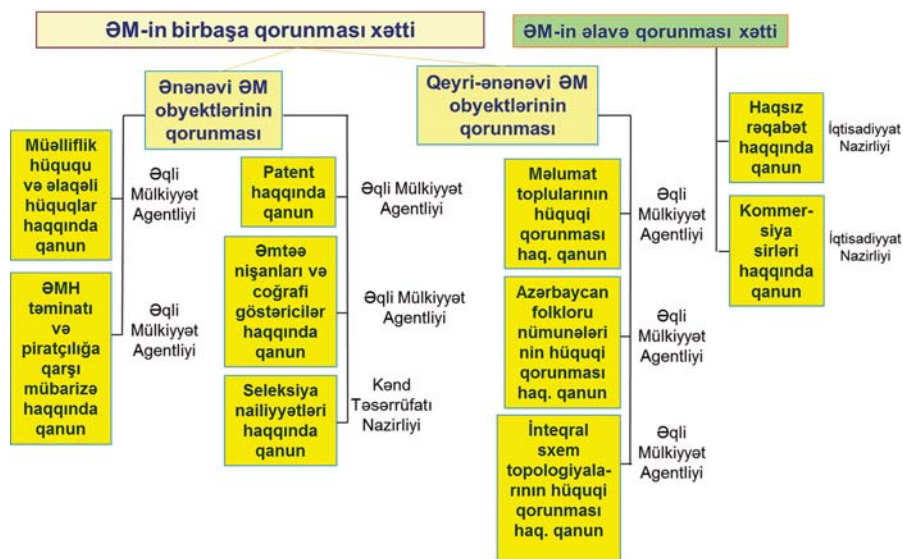 ƏM-in birbaşa qorunması xətti
ƏM-in əlavə qorunması xətti
Ənənəvi ƏM
obyektlərinin
qorunması
Qeyri-ənənəvi ƏM
obyektlərinin
qorunması
Müəlliflik
hüququ
və əlaqəli
hüquqlar
haqqında
qanun
Əqli
Mülkiyyət
Agentliyi
ƏMH
təminatı
və
piratçılığa
qarşı
mübarizə
haqqında
qanun
Əqli
Mülkiyyət
Agentliyi
Patent
haqqında
qanun
Əqli Mülkiyyət
Agentliyi
Əmtəə
nişanları və
coğrafi
göstəricilər
haqqında
qanun
Əqli Mülkiyyət
Agentliyi
Seleksiya
nailiyyətləri
haqqında
qanun
Kənd
Təsərrüfatı
Nazirliyi
Məlumat
toplularının
hüquqi
qorunması
haq. qanun
Əqli
Mülkiyyət
Agentliyi
Azərbaycan
folkloru
nümunələri
nin hüquqi
qorunması
haq. qanun
Əqli
Mülkiyyət
Agentliyi
İnteqral
sxem
topologiyala-
rının hüquqi
qorunması
haq. qanun
Əqli
Mülkiyyət
Agentliyi
Haqsız
rəqabət
haqqında
qanun
İqtisadiyyat
Nazirliyi
Kommer-
siya
sirləri
haqqında
qanun
İqtisadiyyat
Nazirliyi